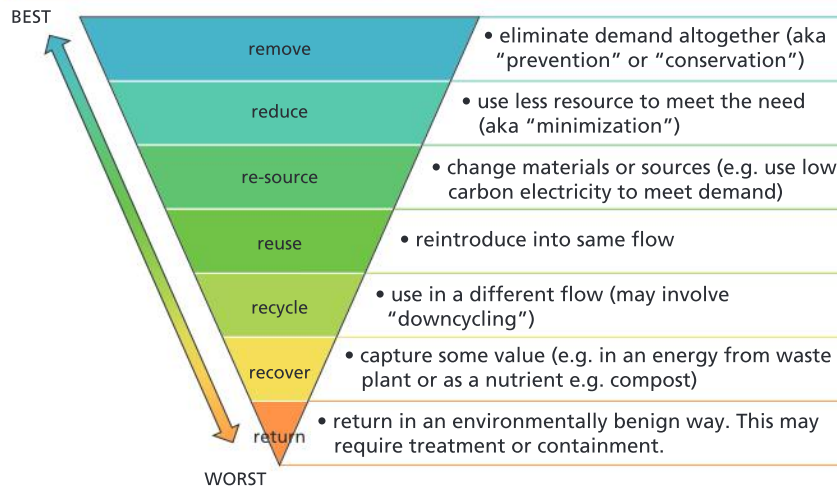 BEST
remove
• eliminate demand altogether (aka
“prevention” or “conservation”)
reduce
• use less resource to meet the need
(aka “minimization”)
re-source
• change materials or sources (e.g. use low
carbon electricity to meet demand)
reuse
• reintroduce into same flow
recycle
• use in a different flow (may involve
“downcycling”)
recover
• capture some value (e.g. in an energy from waste
plant or as a nutrient e.g. compost)
return
• return in an environmentally benign way. This may
require treatment or containment.
WORST